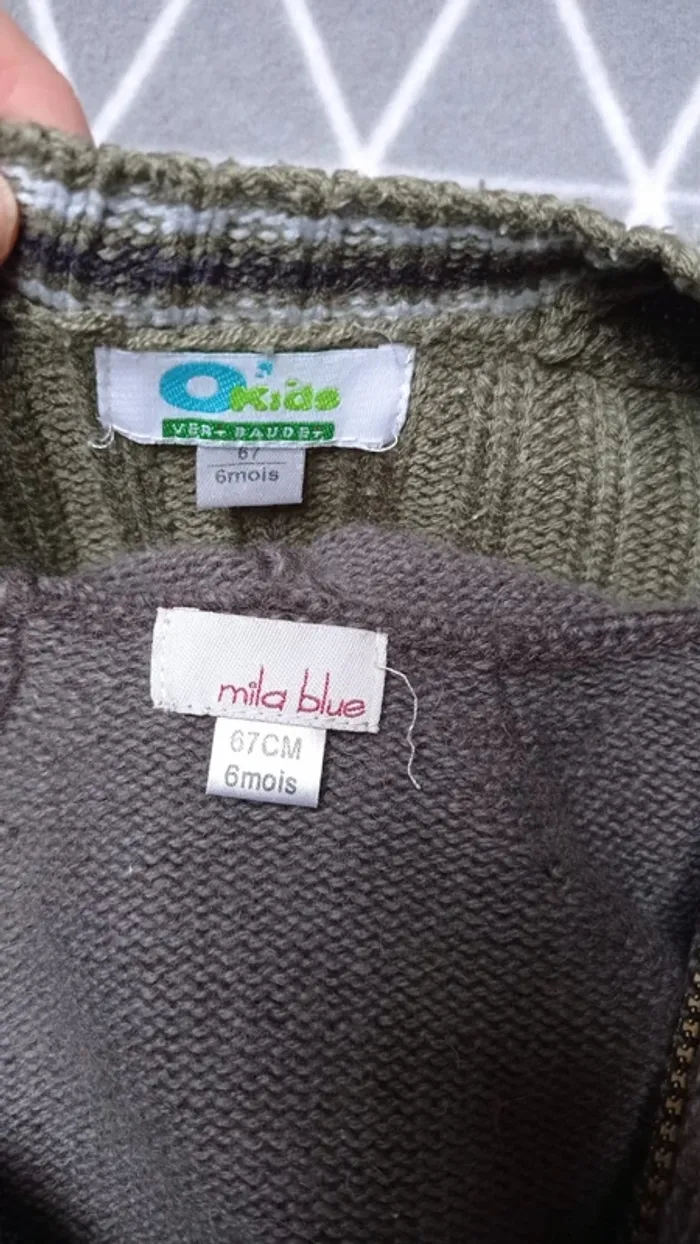 O'Kids
VERTBAUDET
67
6mois
mila blue
67CM
6mois